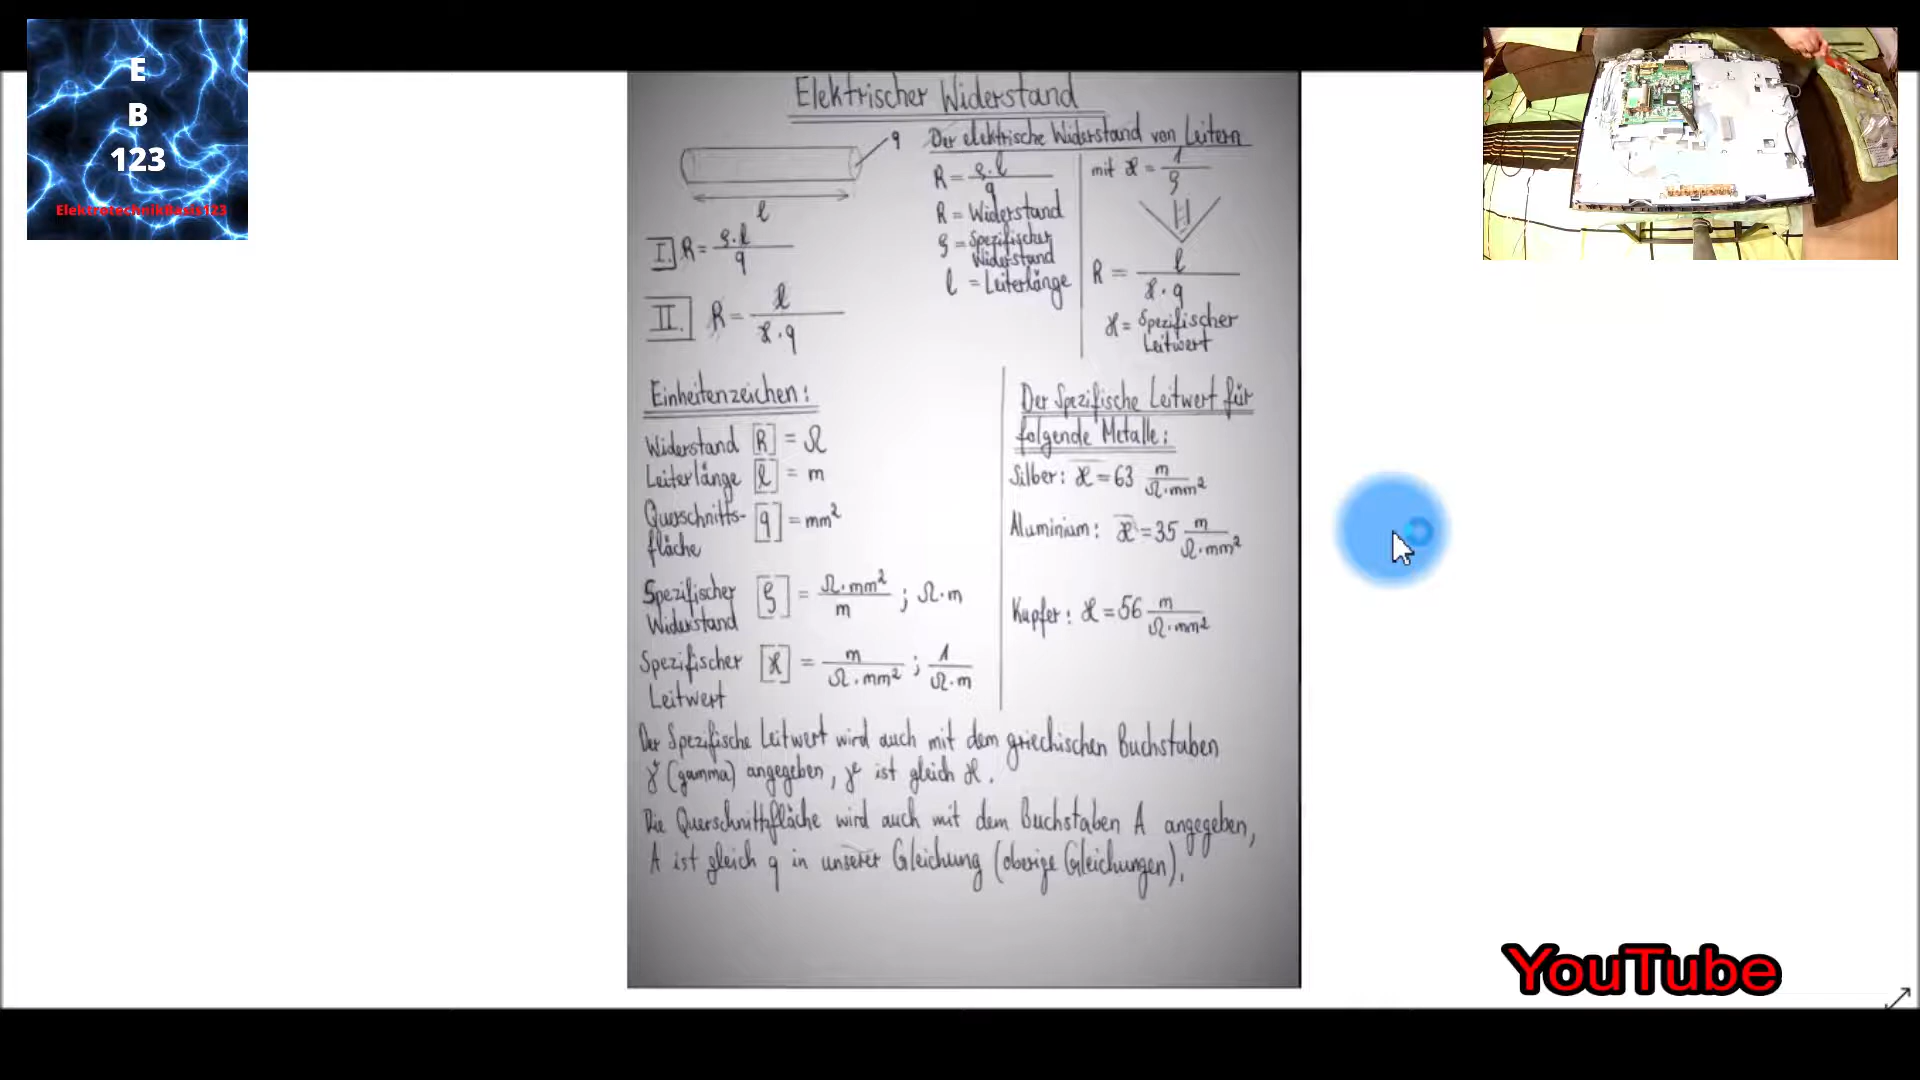 E
B
123
ElektrotechnikBasis123
Elektrischer Widerstand
q
l
I. R = ϱ·l / q
II. R = l / ϰ·q
Der elektrische Widerstand von Leitern
R = ϱ·l / q
R = Widerstand
ϱ = Spezifischer
Widerstand
l = Leiterlänge
mit ϰ = 1 / ϱ
R = l / ϰ·q
ϰ = Spezifischer
Leitwert
Einheitenzeichen:
Widerstand [R] = Ω
Leiterlänge [l] = m
Querschnitts-
fläche [q] = mm²
Spezifischer
Widerstand [ϱ] = Ω·mm² / m ; Ω·m
Spezifischer
Leitwert [ϰ] = m / Ω·mm² ; 1 / Ω·m
Der Spezifische Leitwert für
folgende Metalle:
Silber: ϰ = 63 m / Ω·mm²
Aluminium: ϰ = 35 m / Ω·mm²
Kupfer: ϰ = 56 m / Ω·mm²
Der Spezifische Leitwert wird auch mit dem griechischen Buchstaben
γ (gamma) angegeben, γ ist gleich ϰ.
Die Querschnittsfläche wird auch mit dem Buchstaben A angegeben,
A ist gleich q in unserer Gleichung (oberige Gleichungen).
YouTube